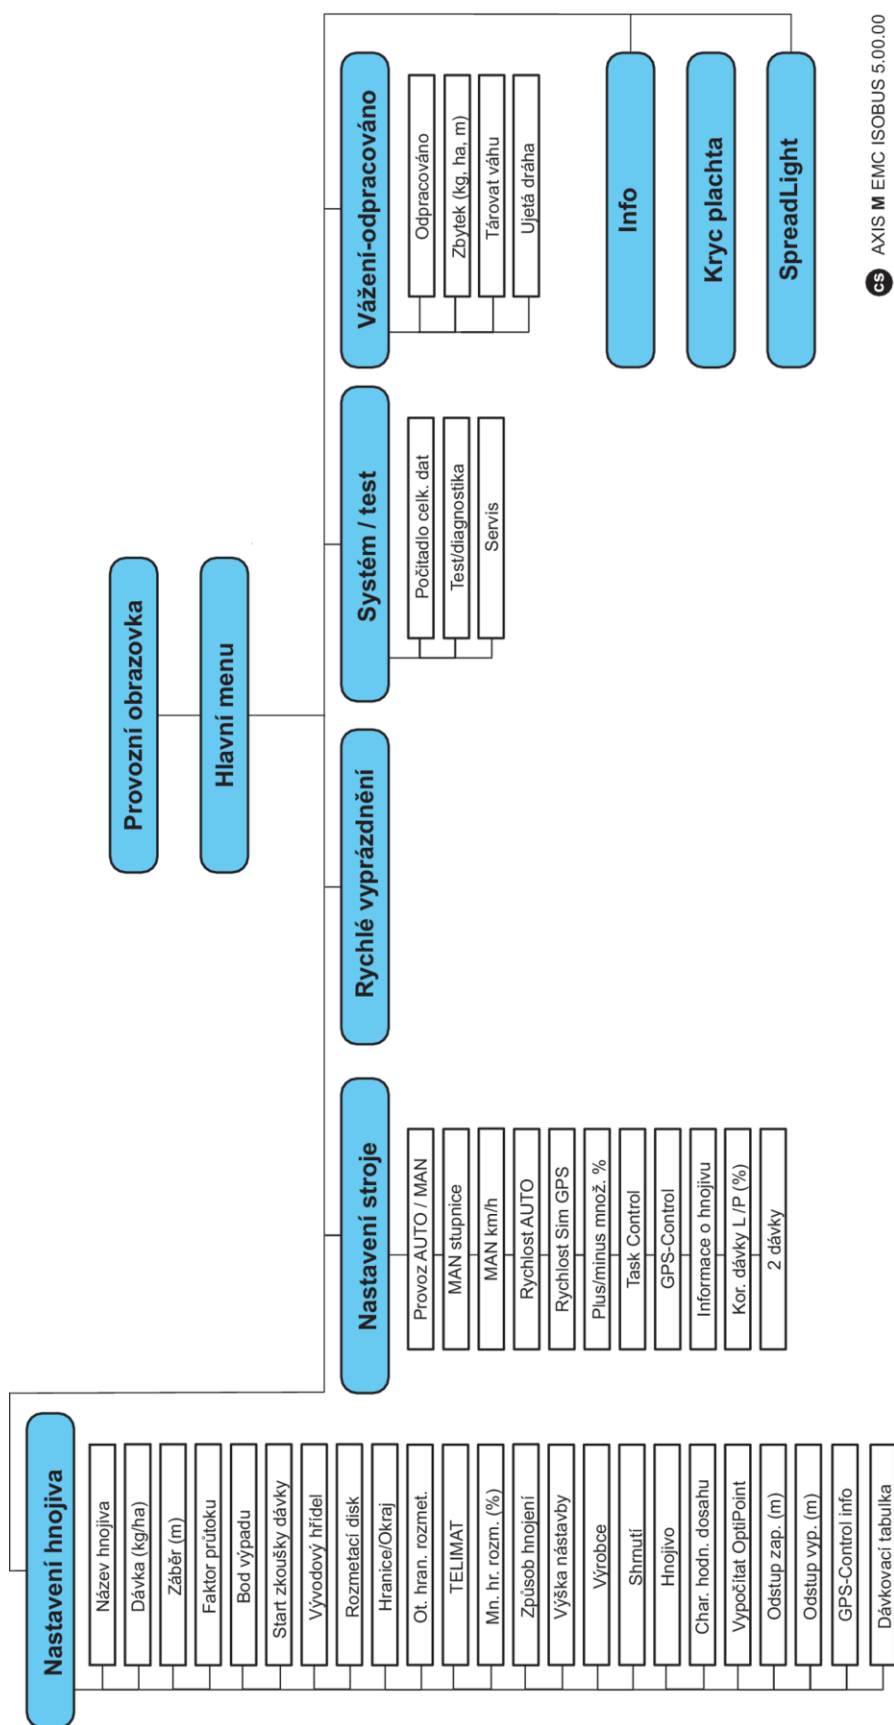 Provozní obrazovka
Hlavní menu
Nastavení hnojiva
Název hnojiva
Dávka (kg/ha)
Záběr (m)
Faktor průtoku
Bod výpadu
Start zkoušky dávky
Vývodový hřídel
Rozmetací disk
Hranice/Okraj
Ot. hran. rozmet.
TELIMAT
Mn. hr. rozm. (%)
Způsob hnojení
Výška nástavby
Výrobce
Shrnutí
Hnojivo
Char. hodn. dosahu
Vypočítat OptiPoint
Odstup zap. (m)
Odstup vyp. (m)
GPS-Control info
Dávkovací tabulka
Nastavení stroje
Provoz AUTO / MAN
MAN stupnice
MAN km/h
Rychlost AUTO
Rychlost Sim GPS
Plus/minus množ. %
Task Control
GPS-Control
Informace o hnojivu
Kor. dávky L /P (%)
2 dávky
Rychlé vyprázdnění
Systém / test
Počitadlo celk. dat
Test/diagnostika
Servis
Vážení-odpracováno
Odpracováno
Zbytek (kg, ha, m)
Tárovat váhu
Ujetá dráha
Info
Kryc plachta
SpreadLight
cs AXIS M EMC ISOBUS 5.00.00